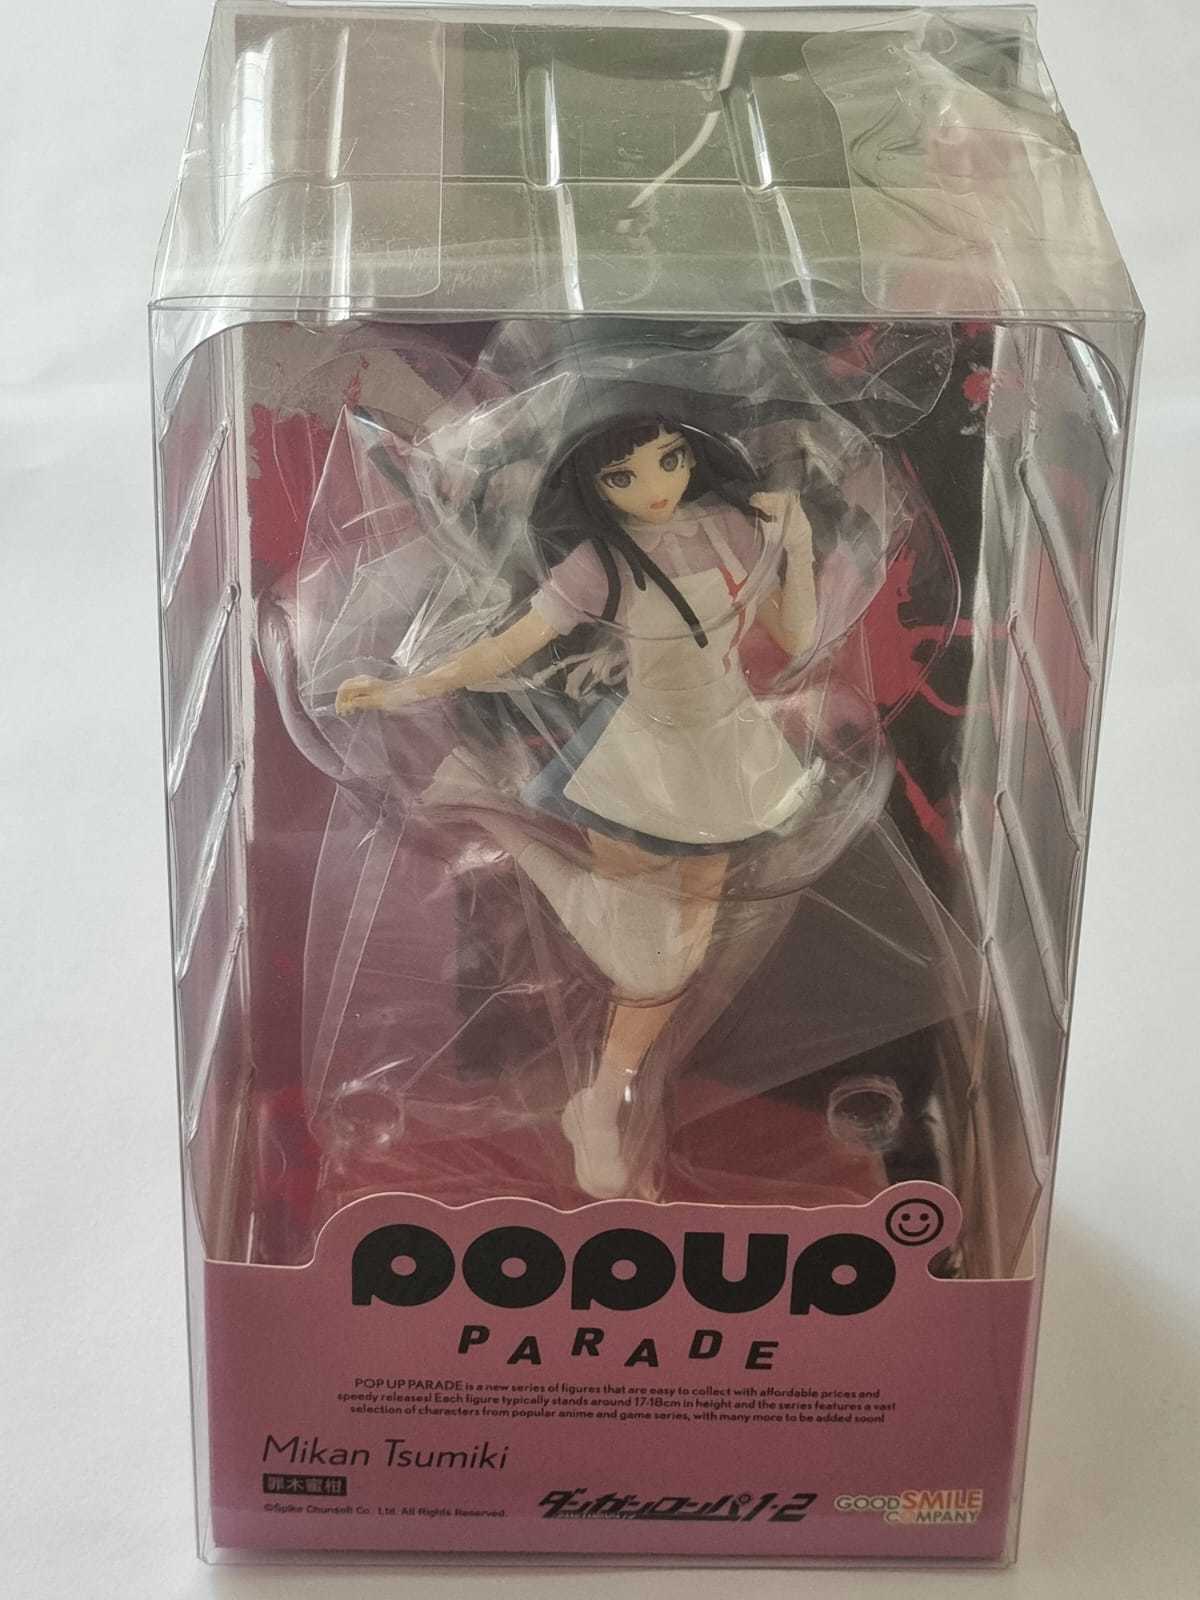 POPUP
PARADE
POP UP PARADE is a new series of figures that are easy to collect with affordable prices and
speedy releases! Each figure typically stands around 17-18cm in height and the series features a vast
selection of characters from popular anime and game series, with many more to be added soon!
Mikan Tsumiki
罪木蜜柑
©Spike Chunsoft Co., Ltd. All Rights Reserved.
ダンガンロンパ1・2
GOOD SMILE
COMPANY